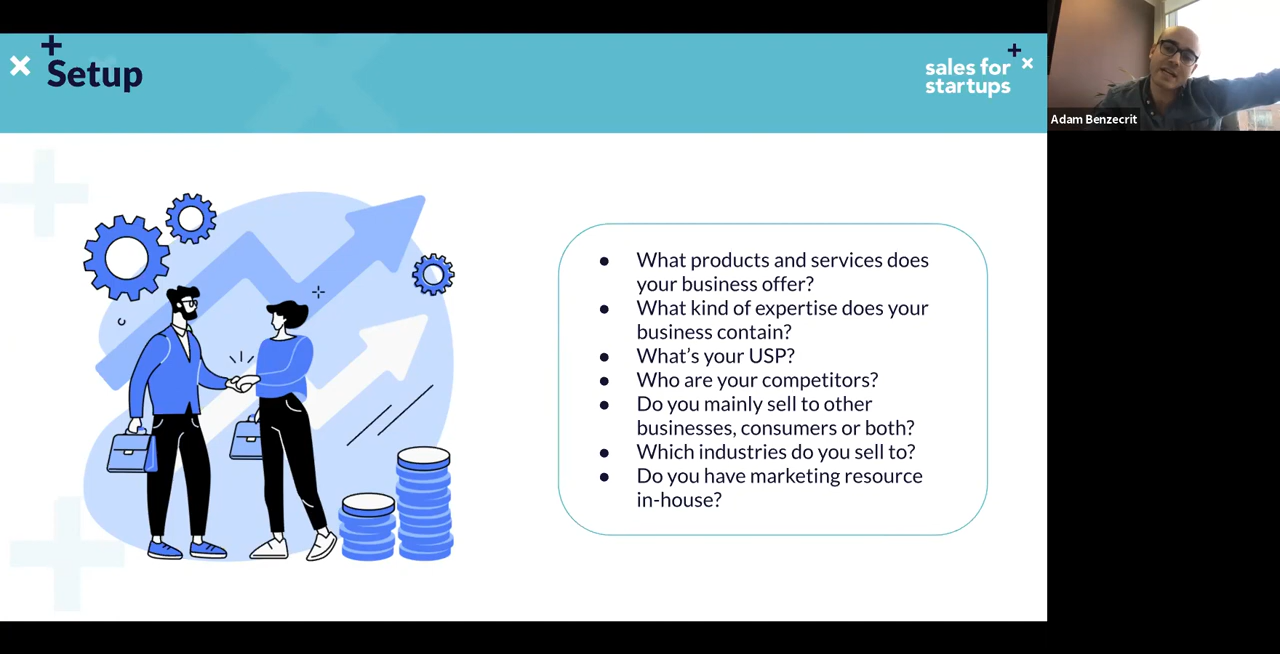 Setup
sales for
startups
Adam Benzecrit
● What products and services does
your business offer?
● What kind of expertise does your
business contain?
● What's your USP?
● Who are your competitors?
● Do you mainly sell to other
businesses, consumers or both?
● Which industries do you sell to?
● Do you have marketing resource
in-house?